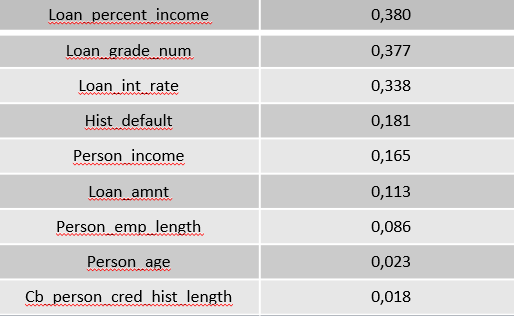 Loan_percent_income 0,380
Loan_grade_num 0,377
Loan_int_rate 0,338
Hist_default 0,181
Person_income 0,165
Loan_amnt 0,113
Person_emp_length 0,086
Person_age 0,023
Cb_person_cred_hist_length 0,018